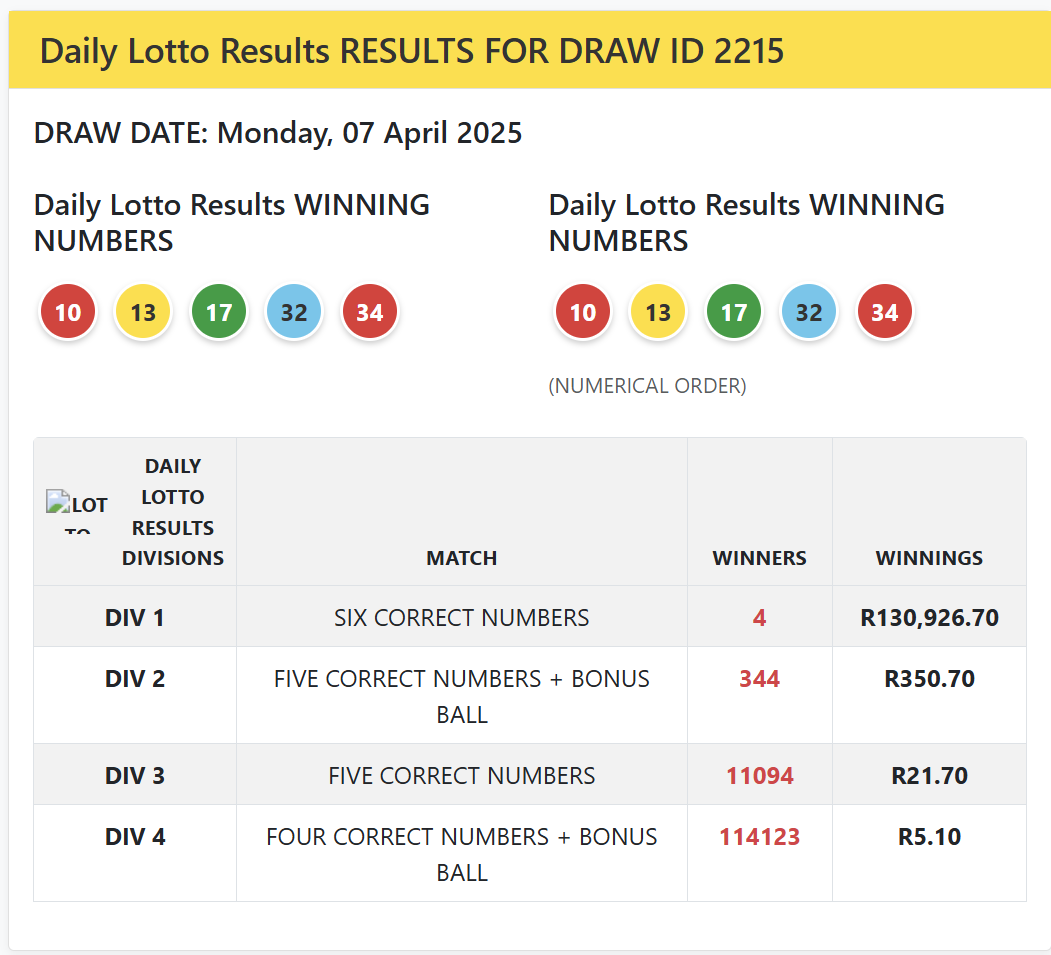 Daily Lotto Results RESULTS FOR DRAW ID 2215
DRAW DATE: Monday, 07 April 2025
Daily Lotto Results WINNING
NUMBERS
10 13 17 32 34
Daily Lotto Results WINNING
NUMBERS
10 13 17 32 34
(NUMERICAL ORDER)
LOT
TO
DAILY
LOTTO
RESULTS
DIVISIONS
MATCH
WINNERS
WINNINGS
DIV 1 SIX CORRECT NUMBERS 4 R130,926.70
DIV 2 FIVE CORRECT NUMBERS + BONUS 344 R350.70
BALL
DIV 3 FIVE CORRECT NUMBERS 11094 R21.70
DIV 4 FOUR CORRECT NUMBERS + BONUS 114123 R5.10
BALL